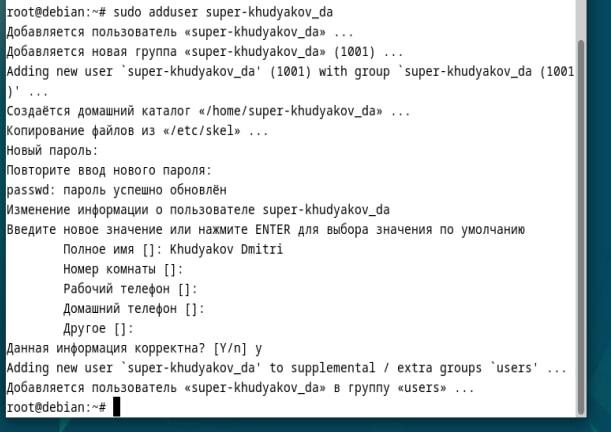 root@debian:~# sudo adduser super-khudyakov_da
Добавляется пользователь «super-khudyakov_da» ...
Добавляется новая группа «super-khudyakov_da» (1001) ...
Adding new user `super-khudyakov_da' (1001) with group `super-khudyakov_da (1001
)' ...
Создаётся домашний каталог «/home/super-khudyakov_da» ...
Копирование файлов из «/etc/skel» ...
Новый пароль:
Повторите ввод нового пароля:
passwd: пароль успешно обновлён
Изменение информации о пользователе super-khudyakov_da
Введите новое значение или нажмите ENTER для выбора значения по умолчанию
Полное имя []: Khudyakov Dmitri
Номер комнаты []:
Рабочий телефон []:
Домашний телефон []:
Другое []:
Данная информация корректна? [Y/n] y
Adding new user `super-khudyakov_da' to supplemental / extra groups `users' ...
Добавляется пользователь «super-khudyakov_da» в группу «users» ...
root@debian:~#